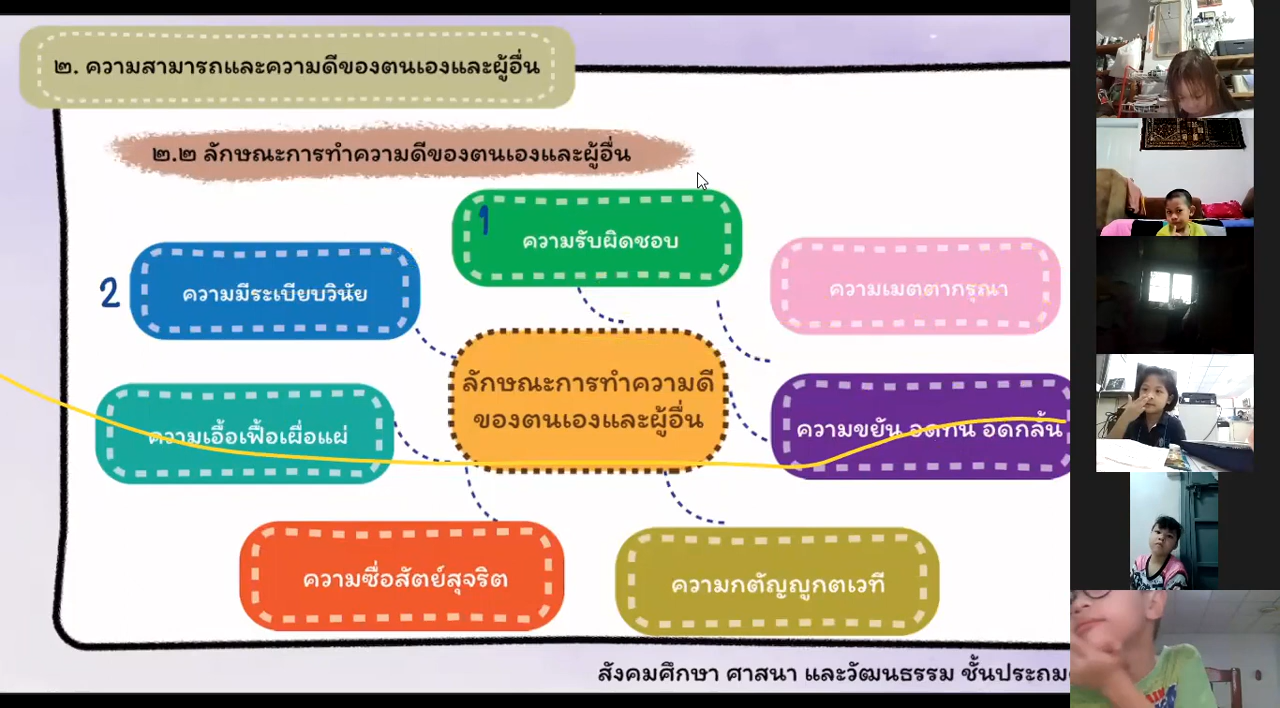 ๒. ความสามารถและความดีของตนเองและผู้อื่น
๒.๒ ลักษณะการทำความดีของตนเองและผู้อื่น
1
ความรับผิดชอบ
2
ความมีระเบียบวินัย
ความเมตตากรุณา
ลักษณะการทำความดี
ของตนเองและผู้อื่น
ความเอื้อเฟื้อเผื่อแผ่
ความขยัน อดทน อดกลั้น
ความซื่อสัตย์สุจริต
ความกตัญญูกตเวที
สังคมศึกษา ศาสนา และวัฒนธรรม ชั้นประถม